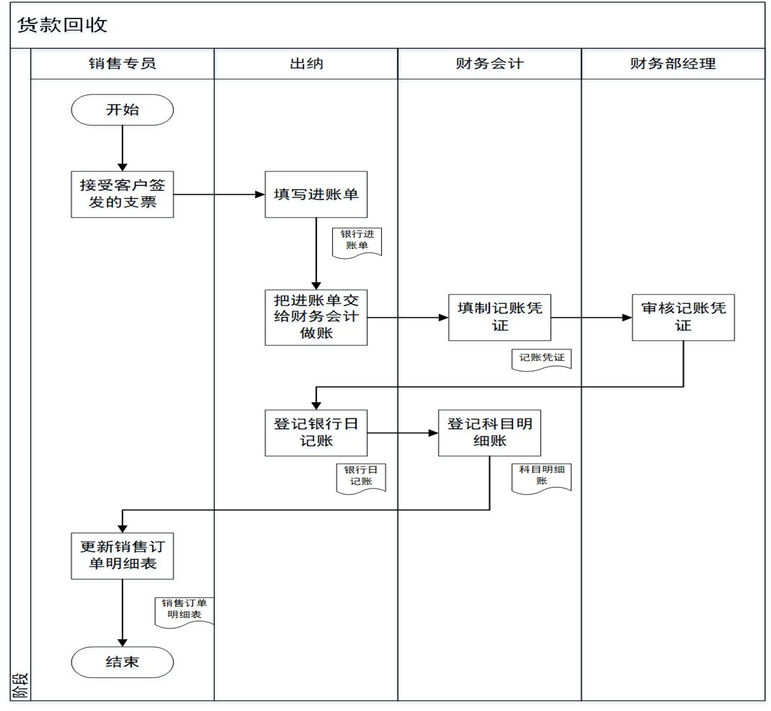 货款回收
销售专员
出纳
财务会计
财务部经理
开始
接受客户签
发的支票
填写进账单
银行进
账单
把进账单交
给财务会计
做账
填制记账凭
证
审核记账凭
证
记账凭证
登记银行日
记账
登记科目明
细账
银行日
记账
科目明细
账
更新销售订
单明细表
销售订单
明细表
结束
阶段